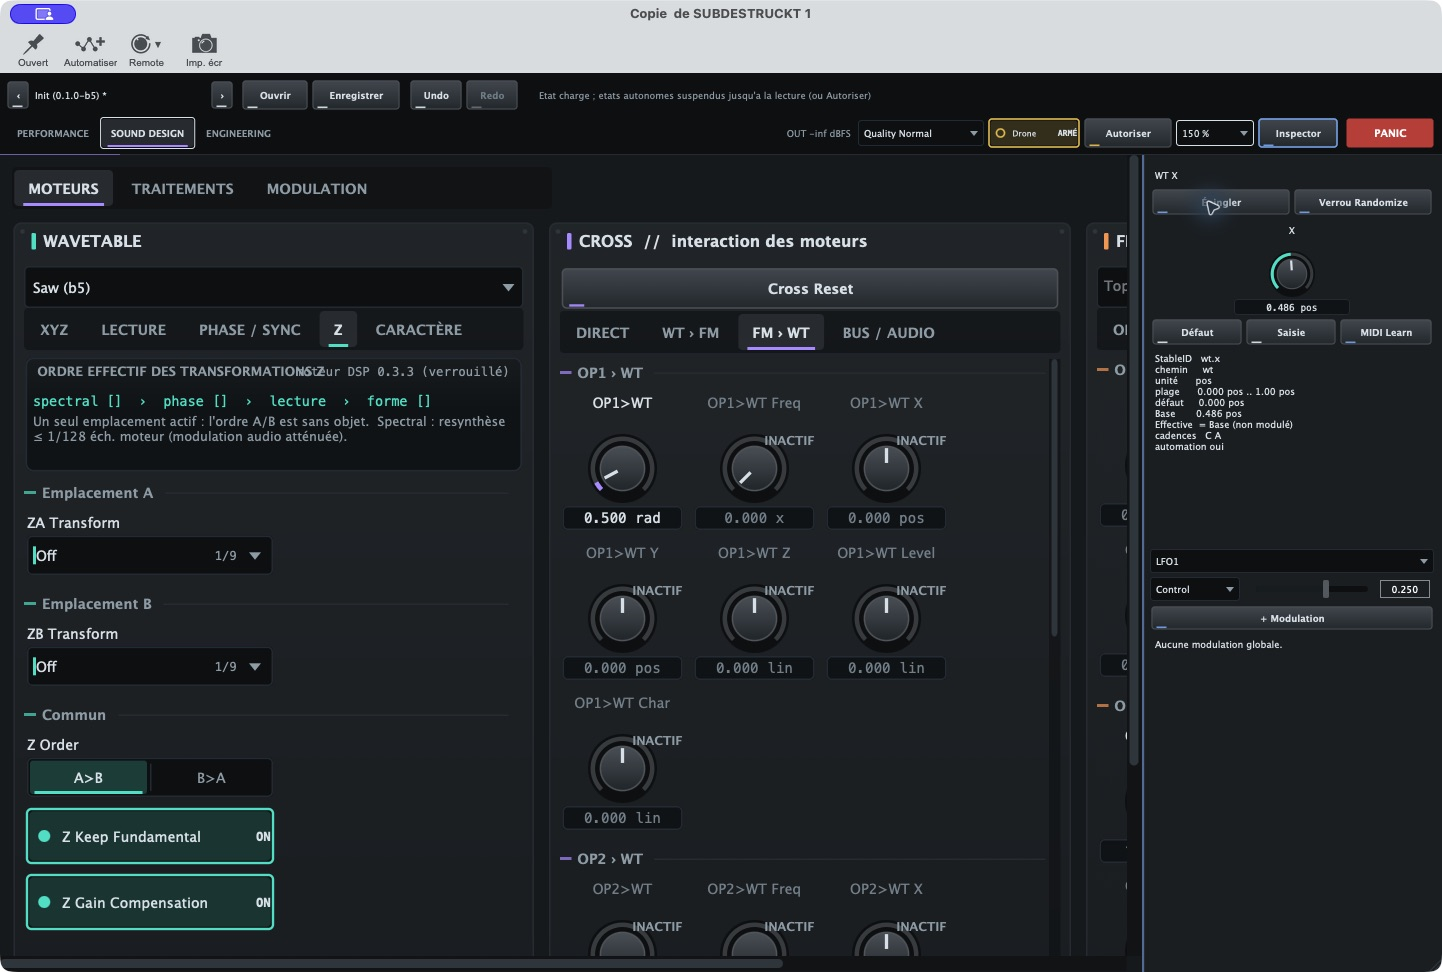 Copie de SUBDESTRUCKT 1
Ouvert
Automatiser
Remote
Imp. écr
‹
Init (0.1.0-b5) *
›
Ouvrir
Enregistrer
Undo
Redo
Etat charge ; etats autonomes suspendus jusqu'a la lecture (ou Autoriser)
PERFORMANCE
SOUND DESIGN
ENGINEERING
OUT -inf dBFS
Quality Normal
Drone
ARMÉ
Autoriser
150 %
Inspector
PANIC
MOTEURS
TRAITEMENTS
MODULATION
WAVETABLE
Saw (b5)
XYZ
LECTURE
PHASE / SYNC
Z
CARACTÈRE
ORDRE EFFECTIF DES TRANSFORMATIONS Z
DSP 0.3.3 (verrouillé)
spectral [] › phase [] › lecture › forme []
Un seul emplacement actif : l'ordre A/B est sans objet. Spectral : resynthèse
≤ 1/128 éch. moteur (modulation audio atténuée).
Emplacement A
ZA Transform
Off 1/9
Emplacement B
ZB Transform
Off 1/9
Commun
Z Order
A>B
B>A
Z Keep Fundamental ON
Z Gain Compensation ON
CROSS // interaction des moteurs
Cross Reset
DIRECT
WT › FM
FM › WT
BUS / AUDIO
OP1 › WT
OP1>WT
OP1>WT Freq
OP1>WT X
INACTIF
INACTIF
0.500 rad
0.000 x
0.000 pos
OP1>WT Y
OP1>WT Z
OP1>WT Level
INACTIF
INACTIF
INACTIF
0.000 pos
0.000 lin
0.000 lin
OP1>WT Char
INACTIF
0.000 lin
OP2 › WT
OP2>WT
OP2>WT Freq
OP2>WT X
INACTIF
INACTIF
INACTIF
Top
WT X
Verrou Randomize
X
0.486 pos
Défaut
Saisie
MIDI Learn
StableID wt.x
chemin wt
unité pos
plage 0.000 pos .. 1.00 pos
défaut 0.000 pos
Base 0.486 pos
Effective = Base (non modulé)
cadences C A
automation oui
LFO1
Control
0.250
+ Modulation
Aucune modulation globale.